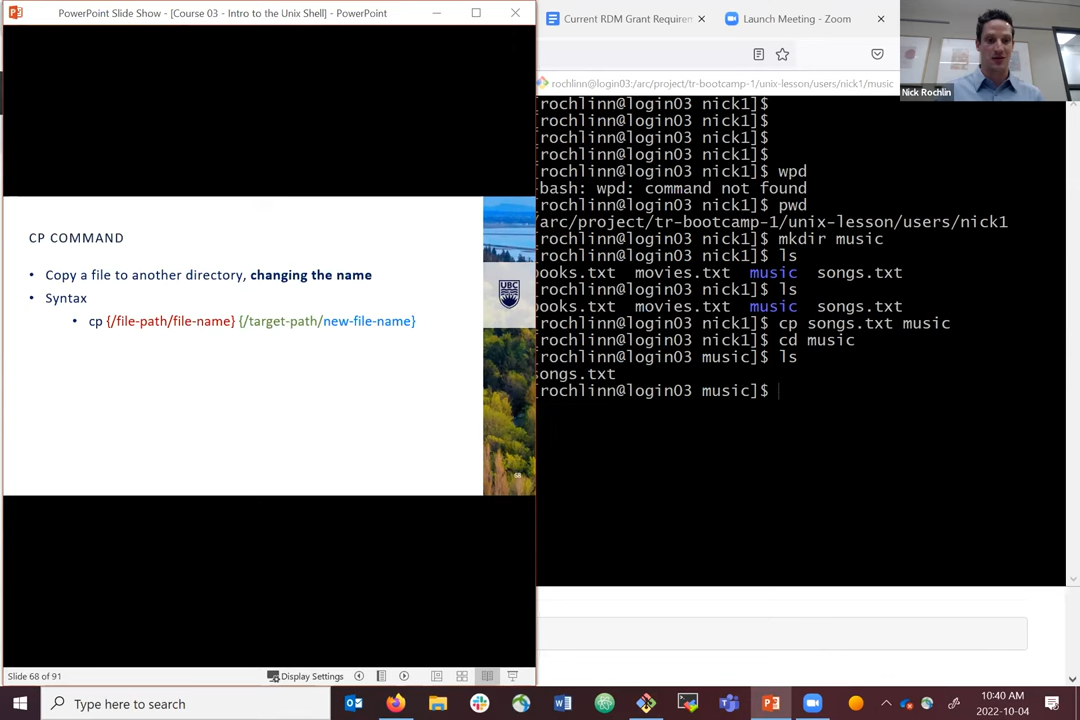 PowerPoint Slide Show - [Course 03 - Intro to the Unix Shell] - PowerPoint
CP COMMAND
• Copy a file to another directory, changing the name
• Syntax
• cp {/file-path/file-name} {/target-path/new-file-name}
UBC
68
Slide 68 of 91
Display Settings
Current RDM Grant Requirem
Launch Meeting - Zoom
rochlinn@login03:/arc/project/tr-bootcamp-1/unix-lesson/users/nick1/music
Nick Rochlin
[rochlinn@login03 nick1]$
[rochlinn@login03 nick1]$
[rochlinn@login03 nick1]$
[rochlinn@login03 nick1]$
[rochlinn@login03 nick1]$ wpd
-bash: wpd: command not found
[rochlinn@login03 nick1]$ pwd
/arc/project/tr-bootcamp-1/unix-lesson/users/nick1
[rochlinn@login03 nick1]$ mkdir music
[rochlinn@login03 nick1]$ ls
books.txt movies.txt music songs.txt
[rochlinn@login03 nick1]$ ls
books.txt movies.txt music songs.txt
[rochlinn@login03 nick1]$ cp songs.txt music
[rochlinn@login03 nick1]$ cd music
[rochlinn@login03 music]$ ls
songs.txt
[rochlinn@login03 music]$
Type here to search
10:40 AM
2022-10-04